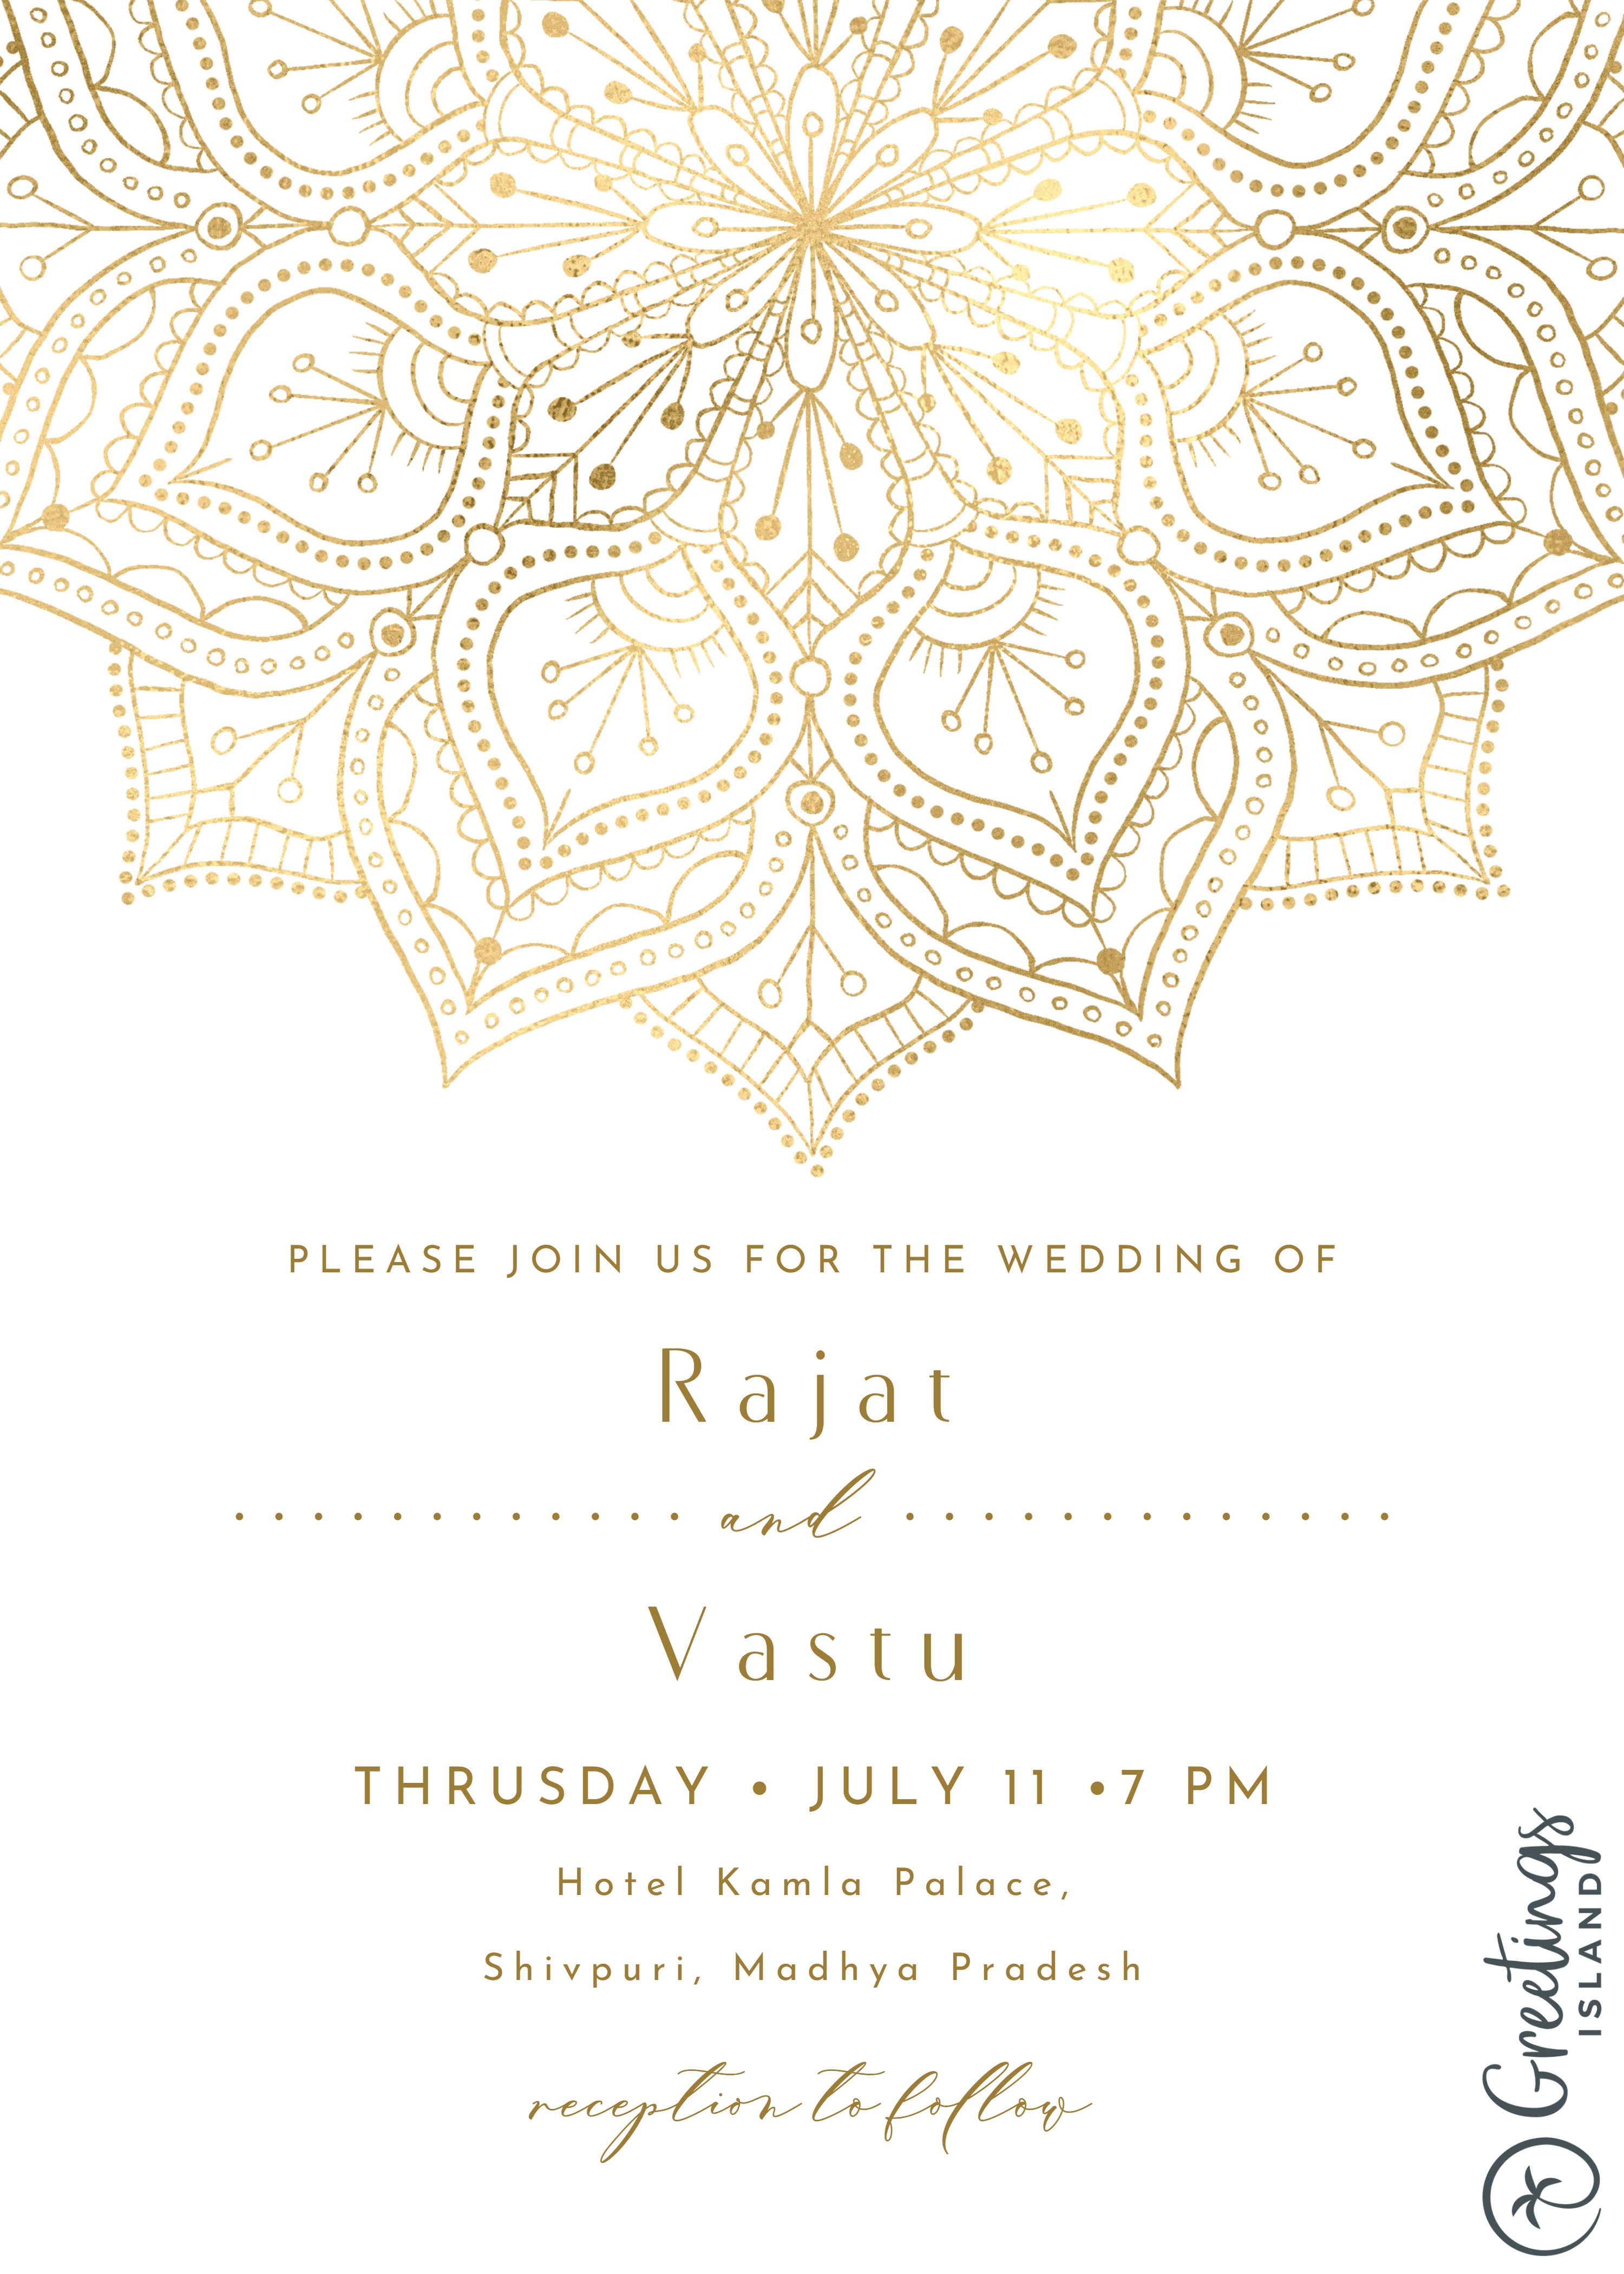 PLEASE JOIN US FOR THE WEDDING OF
Rajat
and
Vastu
THRUSDAY • JULY 11 •7 PM
Hotel Kamla Palace,
Shivpuri, Madhya Pradesh
reception to follow
Greetings
ISLAND